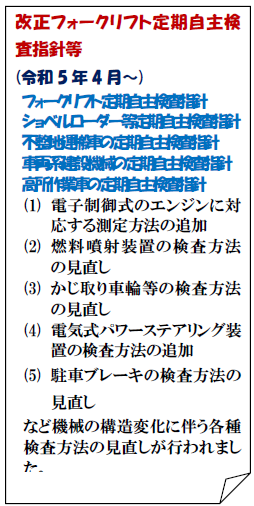 改正フォークリフト定期自主検
査指針等
(令和５年４月～)
フォークリフト定期自主検査指針
ショベルローダー等定期自主検査指針
不整地運搬車の定期自主検査指針
車両系建設機械の定期自主検査指針
高所作業車の定期自主検査指針
(1) 電子制御式のエンジンに対
応する測定方法の追加
(2) 燃料噴射装置の検査方法
の見直し
(3) かじ取り車輪等の検査方法
の見直し
(4) 電気式パワーステアリング装
置の検査方法の追加
(5) 駐車ブレーキの検査方法の
見直し
など機械の構造変化に伴う各種
検査方法の見直しが行われまし
た。